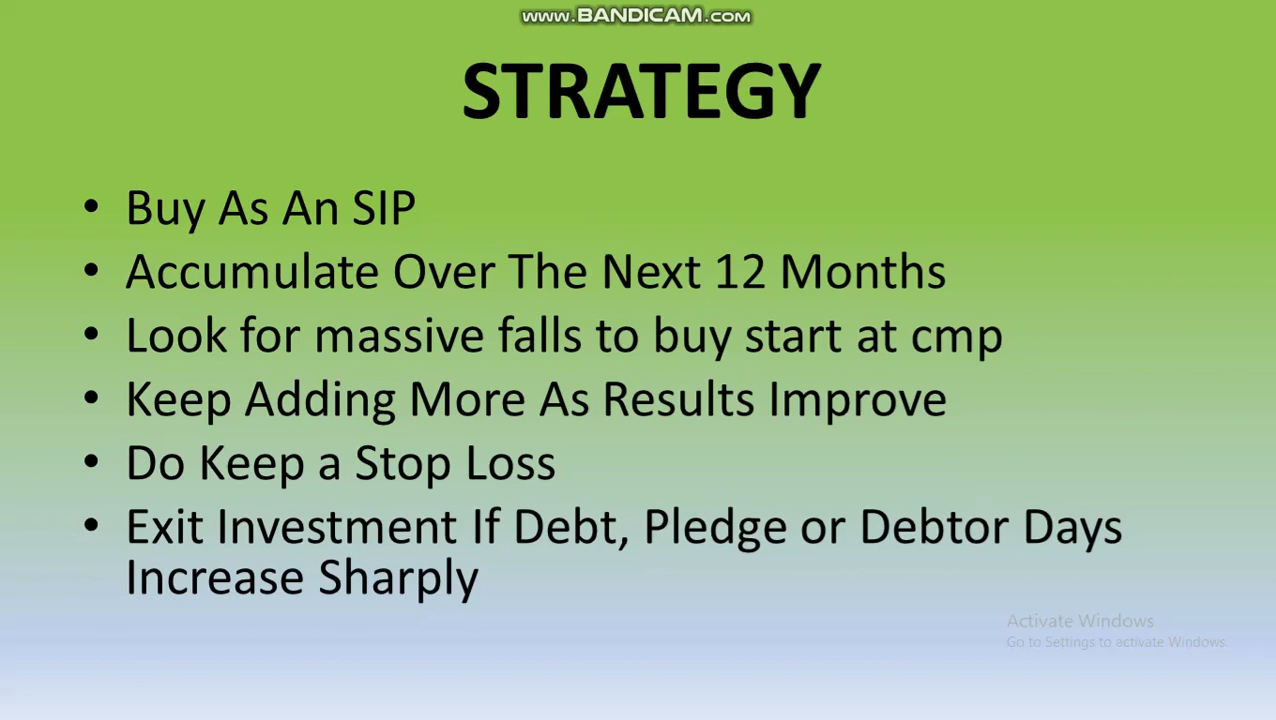 www.BANDICAM.com
STRATEGY
• Buy As An SIP
• Accumulate Over The Next 12 Months
• Look for massive falls to buy start at cmp
• Keep Adding More As Results Improve
• Do Keep a Stop Loss
• Exit Investment If Debt, Pledge or Debtor Days
Increase Sharply
Activate Windows
Go to Settings to activate Windows.